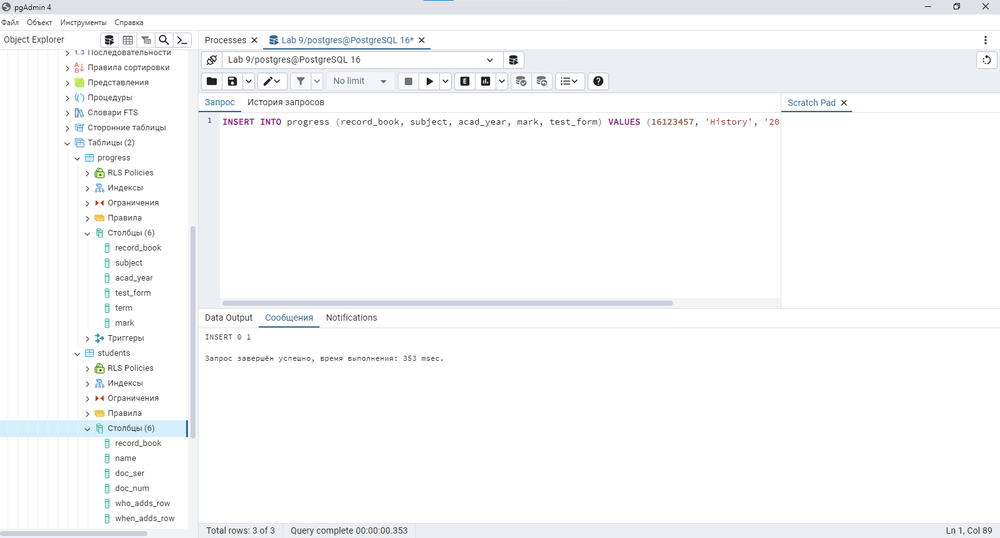 pgAdmin 4
Файл Объект Инструменты Справка
Object Explorer
Processes
Lab 9/postgres@PostgreSQL 16*
Последовательности
Правила сортировки
Представления
Процедуры
Словари FTS
Сторонние таблицы
Таблицы (2)
progress
RLS Policies
Индексы
Ограничения
Правила
Столбцы (6)
record_book
subject
acad_year
test_form
term
mark
Триггеры
students
RLS Policies
Индексы
Ограничения
Правила
Столбцы (6)
record_book
name
doc_ser
doc_num
who_adds_row
when_adds_row
Lab 9/postgres@PostgreSQL 16
No limit
Запрос История запросов
Scratch Pad
1 INSERT INTO progress (record_book, subject, acad_year, mark, test_form) VALUES (16123457, 'History', '20
Data Output Сообщения Notifications
INSERT 0 1
Запрос завершён успешно, время выполнения: 353 msec.
Total rows: 3 of 3 Query complete 00:00:00.353 Ln 1, Col 89